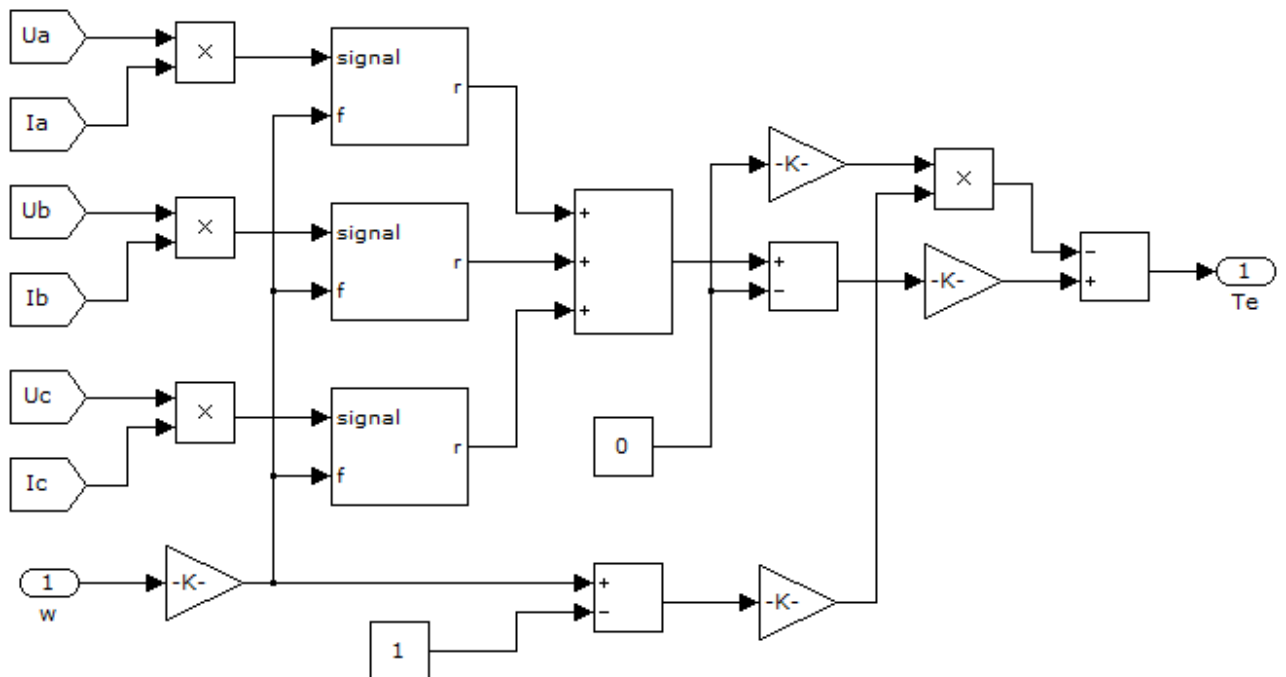 Ua
×
signal
r
Ia
f
-K-
×
Ub
×
signal
+
r
+
+
−
Ib
f
+
−
-K-
+
1
Te
Uc
×
signal
0
r
Ic
f
1
w
-K-
+
−
-K-
1